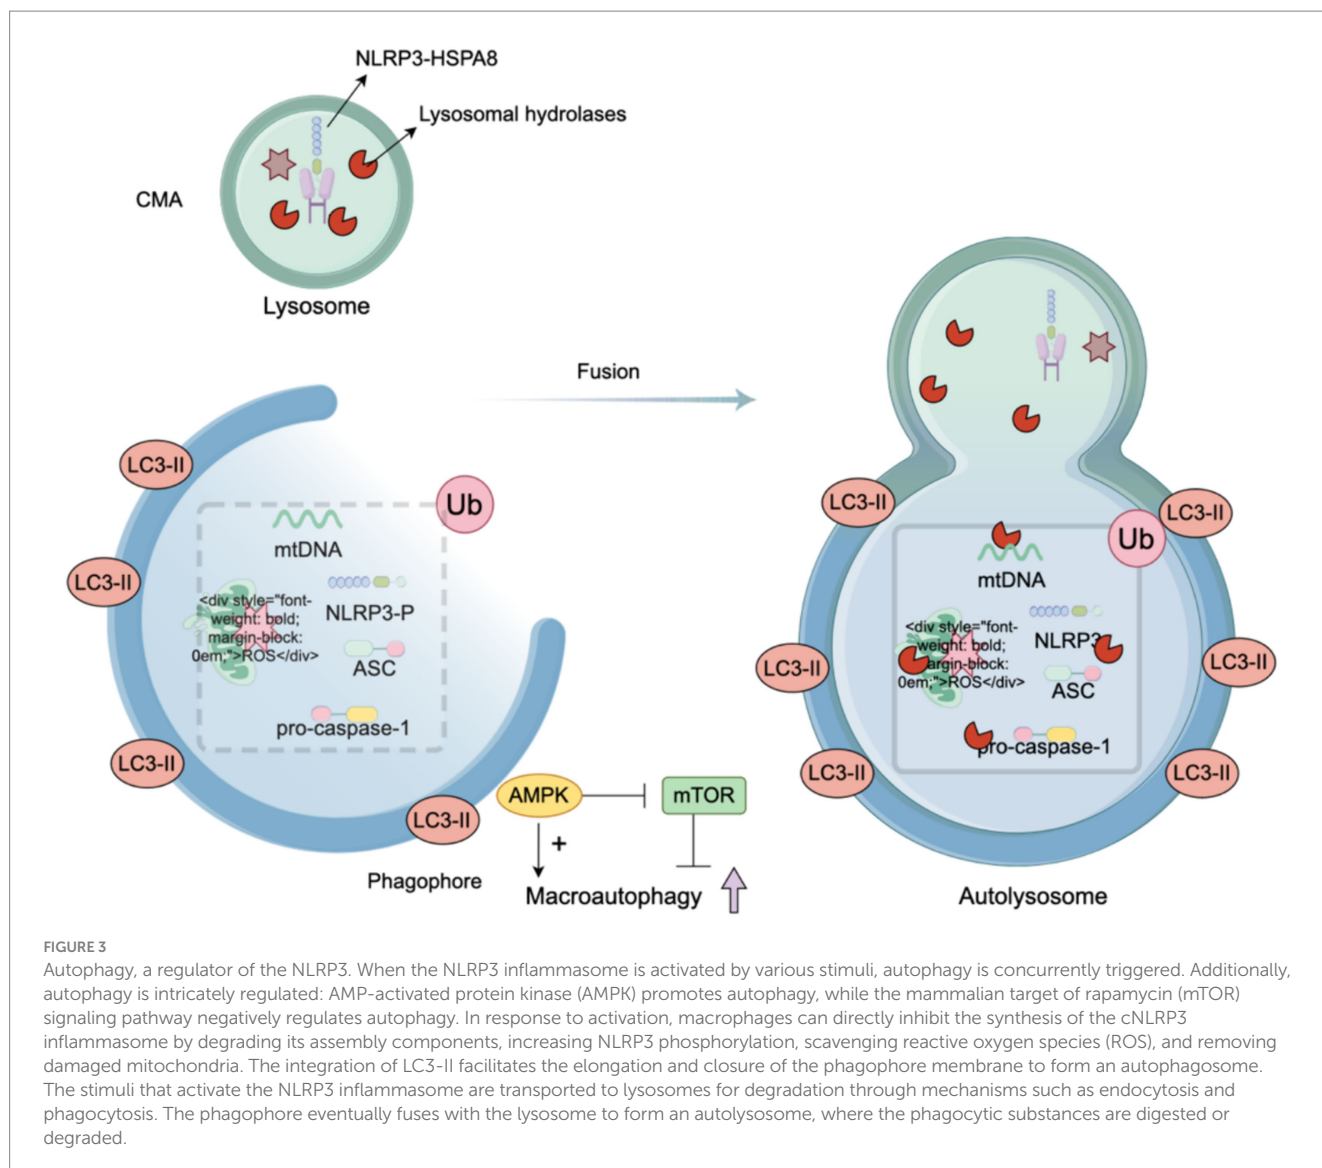 NLRP3-HSPA8
Lysosomal hydrolases
CMA
Lysosome
Fusion
LC3-II
LC3-II
LC3-II
LC3-II
Ub
mtDNA
<div style="font-
weight: bold;
margin-block:
0em;">ROS</div>
NLRP3-P
ASC
pro-caspase-1
AMPK
mTOR
+
Phagophore
Macroautophagy
LC3-II
LC3-II
Ub
mtDNA
<div style="font-
weight: bold;
argin-block:
0em;">ROS</div>
NLRP3
ASC
pro-caspase-1
LC3-II
LC3-II
LC3-II
LC3-II
Autolysosome
FIGURE 3
Autophagy, a regulator of the NLRP3. When the NLRP3 inflammasome is activated by various stimuli, autophagy is concurrently triggered. Additionally,
autophagy is intricately regulated: AMP-activated protein kinase (AMPK) promotes autophagy, while the mammalian target of rapamycin (mTOR)
signaling pathway negatively regulates autophagy. In response to activation, macrophages can directly inhibit the synthesis of the cNLRP3
inflammasome by degrading its assembly components, increasing NLRP3 phosphorylation, scavenging reactive oxygen species (ROS), and removing
damaged mitochondria. The integration of LC3-II facilitates the elongation and closure of the phagophore membrane to form an autophagosome.
The stimuli that activate the NLRP3 inflammasome are transported to lysosomes for degradation through mechanisms such as endocytosis and
phagocytosis. The phagophore eventually fuses with the lysosome to form an autolysosome, where the phagocytic substances are digested or
degraded.